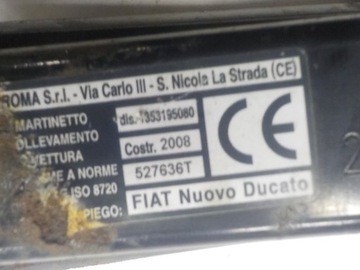 ROMA S.r.l. - Via Carlo III - S. Nicola La Strada (CE)
MARTINETTO dis. 1353195080
OLLEVAMENTO
VETTURA Costr. 2008
E A NORME 527636T
ISO 8720
PIEGO: FIAT Nuovo Ducato
CE
2